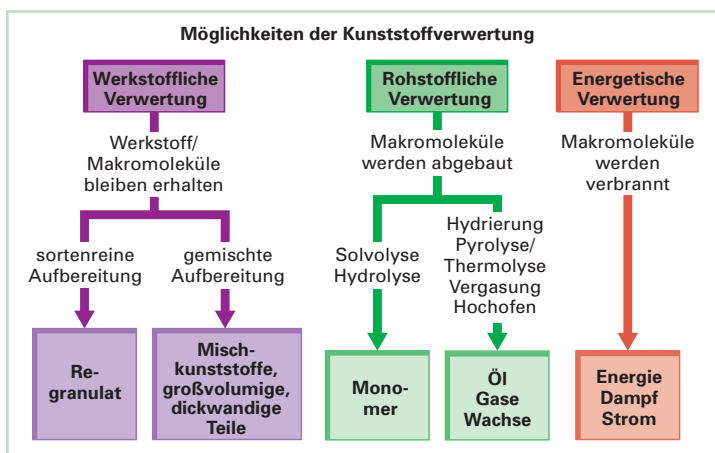 Möglichkeiten der Kunststoffverwertung
Werkstoffliche
Verwertung
Rohstoffliche
Verwertung
Energetische
Verwertung
Werkstoff/
Makromoleküle
bleiben erhalten
Makromoleküle
werden abgebaut
Makromoleküle
werden
verbrannt
sortenreine
Aufbereitung
gemischte
Aufbereitung
Solvolyse
Hydrolyse
Hydrierung
Pyrolyse/
Thermolyse
Vergasung
Hochofen
Re-
granulat
Misch-
kunststoffe,
großvolumige,
dickwandige
Teile
Mono-
mer
Öl
Gase
Wachse
Energie
Dampf
Strom